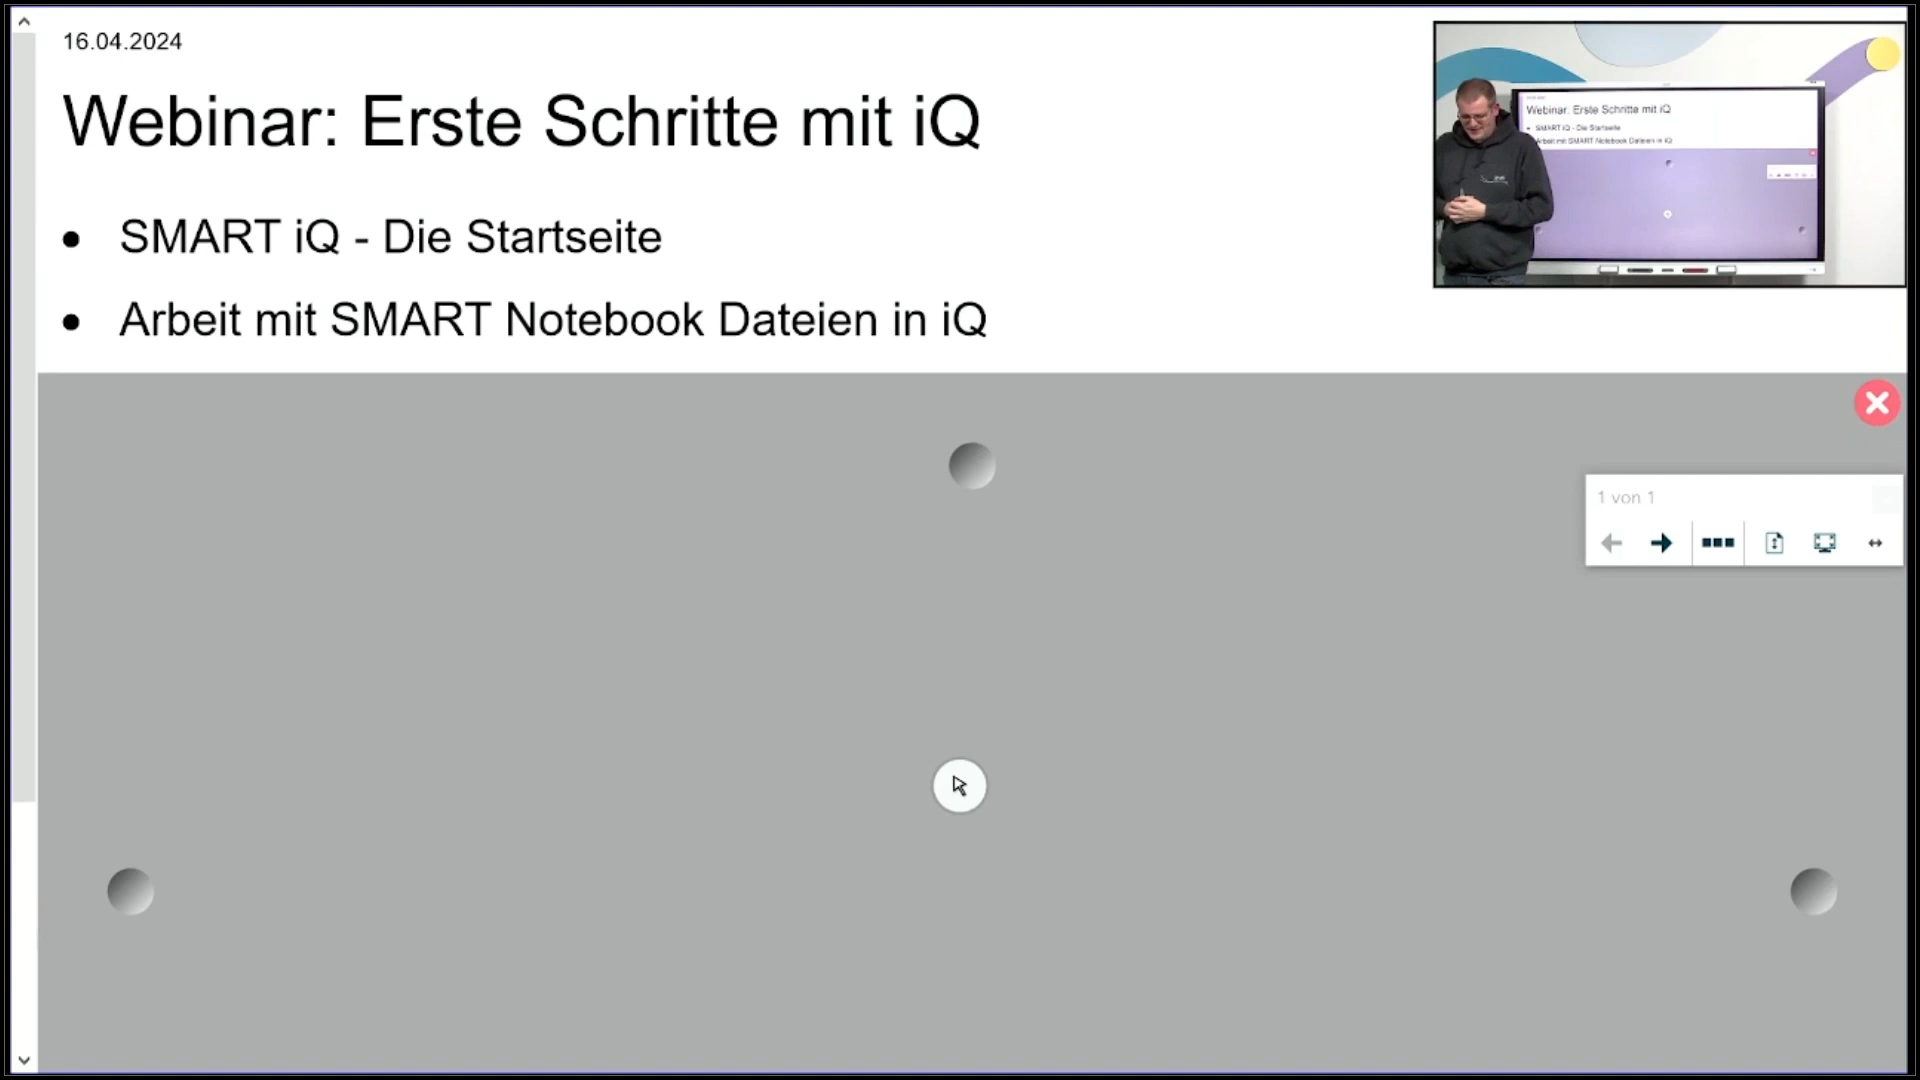 16.04.2024
Webinar: Erste Schritte mit iQ
• SMART iQ - Die Startseite
• Arbeit mit SMART Notebook Dateien in iQ
Webinar: Erste Schritte mit iQ
• SMART iQ - Die Startseite
Arbeit mit SMART Notebook Dateien in iQ
1 von 1